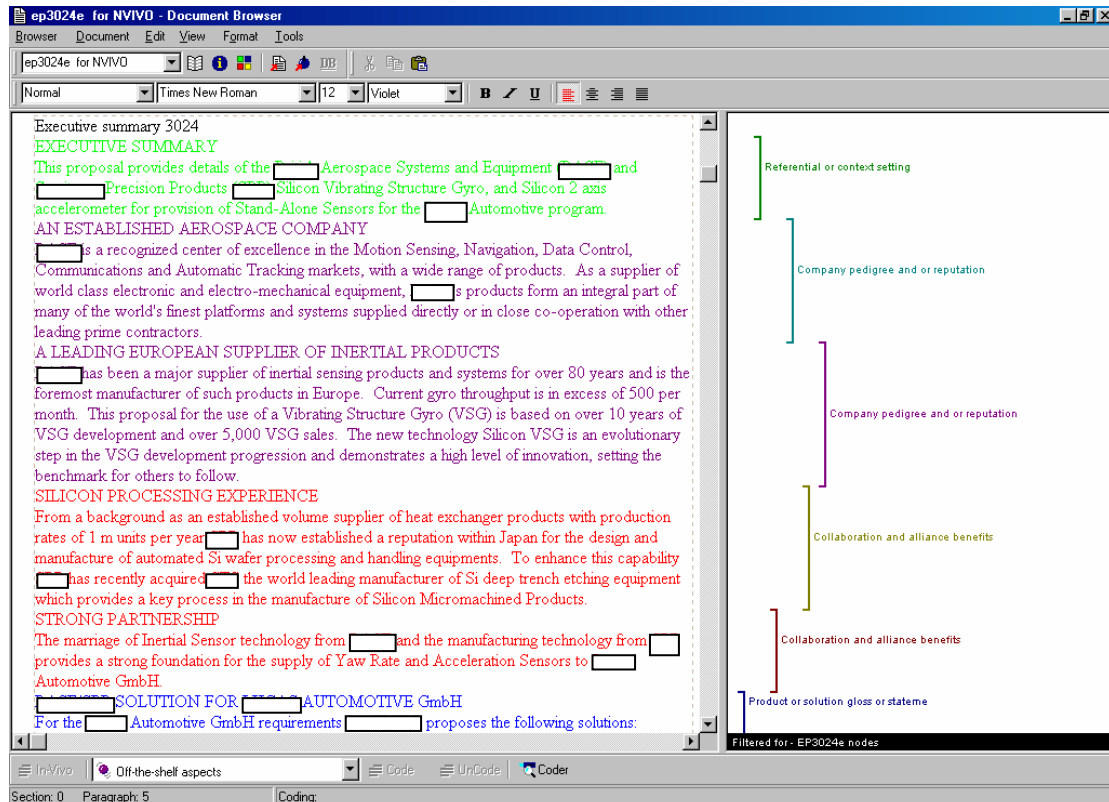 ep3024e for NVIVO - Document Browser
Browser Document Edit View Format Tools
ep3024e for NVIVO DB
Normal Times New Roman 12 Violet B I U
Executive summary 3024
EXECUTIVE SUMMARY
This proposal provides details of the Aerospace Systems and Equipment and
Precision Products Silicon Vibrating Structure Gyro, and Silicon 2 axis
accelerometer for provision of Stand-Alone Sensors for the Automotive program.
AN ESTABLISHED AEROSPACE COMPANY
is a recognized center of excellence in the Motion Sensing, Navigation, Data Control,
Communications and Automatic Tracking markets, with a wide range of products. As a supplier of
world class electronic and electro-mechanical equipment, s products form an integral part of
many of the world's finest platforms and systems supplied directly or in close co-operation with other
leading prime contractors.
A LEADING EUROPEAN SUPPLIER OF INERTIAL PRODUCTS
has been a major supplier of inertial sensing products and systems for over 80 years and is the
foremost manufacturer of such products in Europe. Current gyro throughput is in excess of 500 per
month. This proposal for the use of a Vibrating Structure Gyro (VSG) is based on over 10 years of
VSG development and over 5,000 VSG sales. The new technology Silicon VSG is an evolutionary
step in the VSG development progression and demonstrates a high level of innovation, setting the
benchmark for others to follow.
SILICON PROCESSING EXPERIENCE
From a background as an established volume supplier of heat exchanger products with production
rates of 1 m units per year has now established a reputation within Japan for the design and
manufacture of automated Si wafer processing and handling equipments. To enhance this capability
has recently acquired the world leading manufacturer of Si deep trench etching equipment
which provides a key process in the manufacture of Silicon Micromachined Products.
STRONG PARTNERSHIP
The marriage of Inertial Sensor technology from and the manufacturing technology from
provides a strong foundation for the supply of Yaw Rate and Acceleration Sensors to
Automotive GmbH.
SOLUTION FOR AUTOMOTIVE GmbH
For the Automotive GmbH requirements proposes the following solutions:
Referential or context setting
Company pedigree and or reputation
Company pedigree and or reputation
Collaboration and alliance benefits
Collaboration and alliance benefits
Product or solution gloss or stateme
Filtered for - EP3024e nodes
In-Vivo Off-the-shelf aspects Code UnCode Coder
Section: 0 Paragraph: 5 Coding: